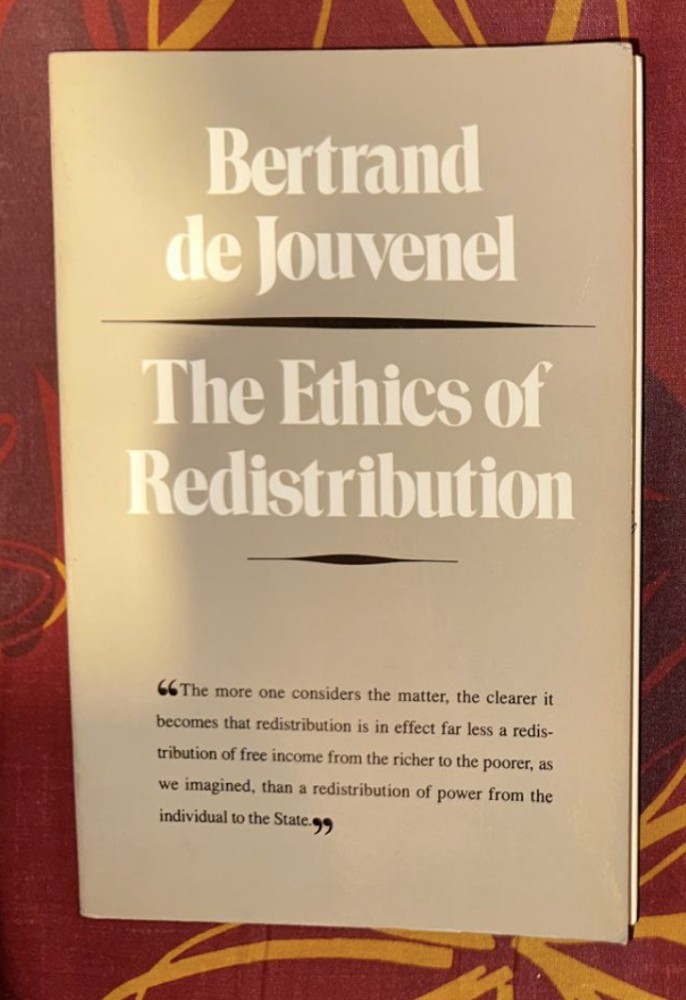 Bertrand
de Jouvenel
The Ethics of
Redistribution
“The more one considers the matter, the clearer it
becomes that redistribution is in effect far less a redis-
tribution of free income from the richer to the poorer, as
we imagined, than a redistribution of power from the
individual to the State.”